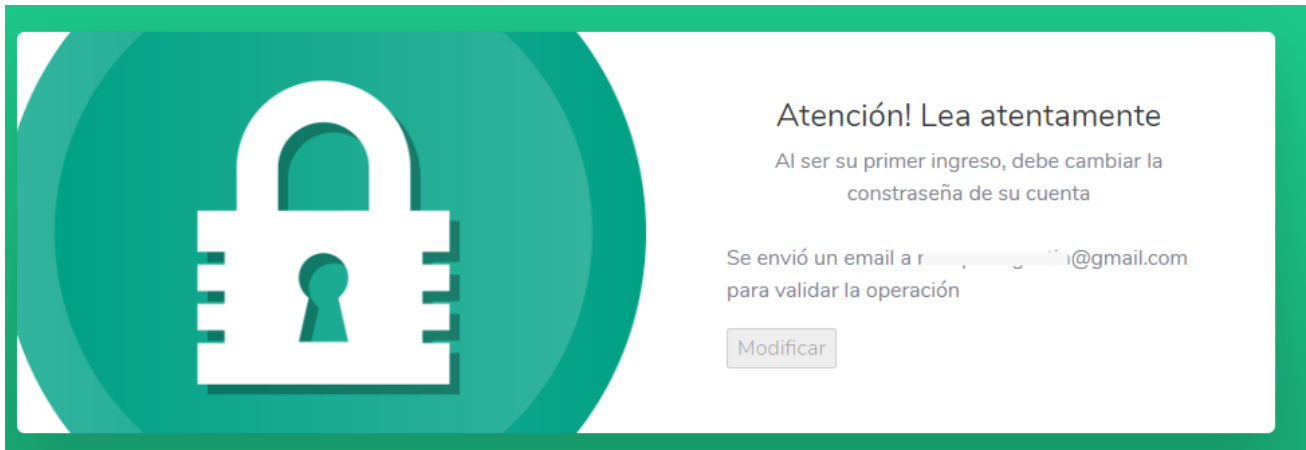 Atención! Lea atentamente
Al ser su primer ingreso, debe cambiar la
constraseña de su cuenta
Se envió un email a @gmail.com
para validar la operación
Modificar